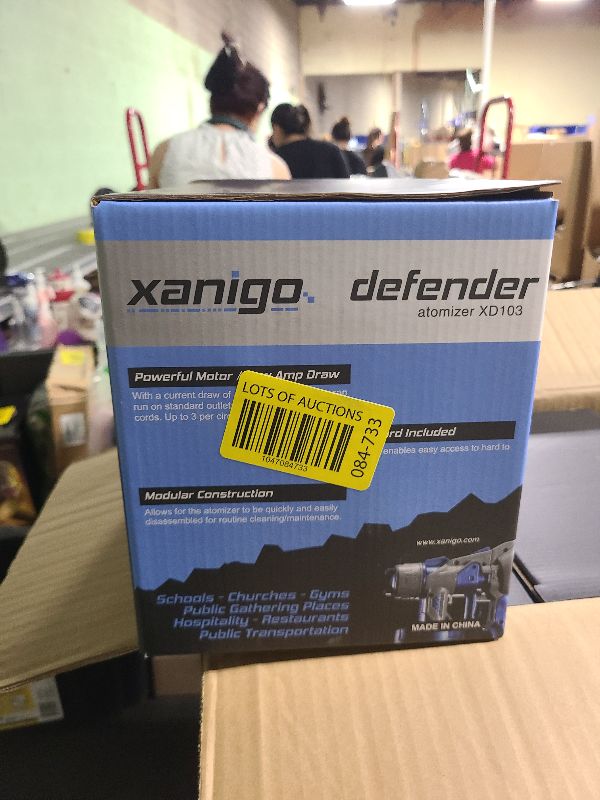 xanigo. defender
atomizer XD103
Powerful Motor Amp Draw
With a current draw of
run on standard outlet
cords. Up to 3 per
LOTS OF AUCTIONS
1047084733
084-733
Included
enables easy access to hard to
Modular Construction
Allows for the atomizer to be quickly and easily
disassembled for routine cleaning/maintenance.
www.xanigo.com
Schools - Churches - Gyms
Public Gathering Places
Hospitality - Restaurants
Public Transportation
MADE IN CHINA